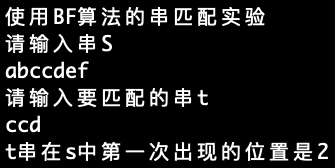 使用BF算法的串匹配实验
请输入串S
abccdef
请输入要匹配的串t
ccd
t串在s中第一次出现的位置是2